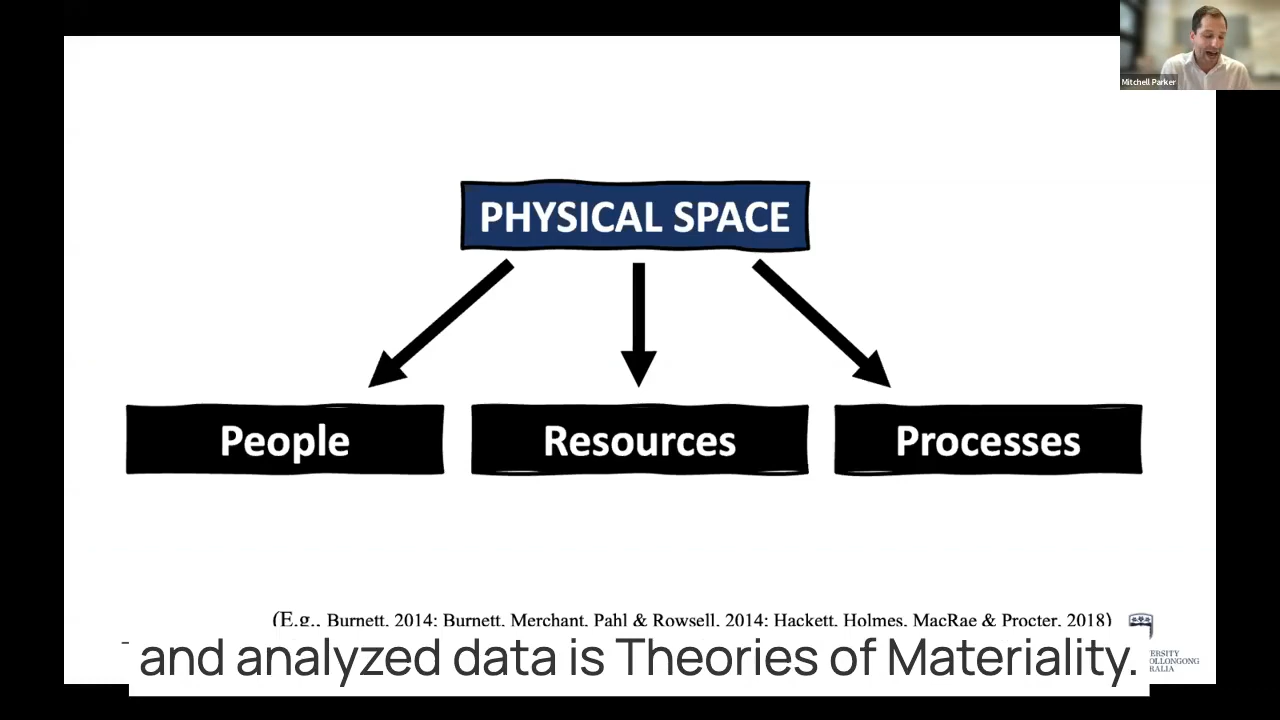 Mitchell Parker
PHYSICAL SPACE
People
Resources
Processes
(E.g., Burnett, 2014; Burnett, Merchant, Pahl & Rowsell, 2014; Hackett, Holmes, MacRae & Procter, 2018)
and analyzed data is Theories of Materiality.